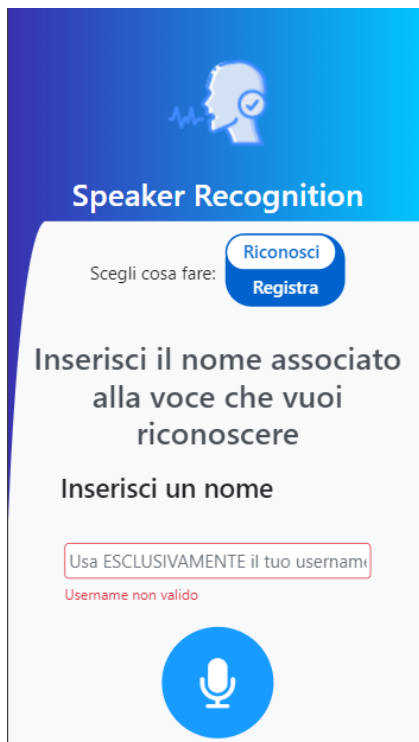 Speaker Recognition
Scegli cosa fare:
Riconosci
Registra
Inserisci il nome associato
alla voce che vuoi
riconoscere
Inserisci un nome
Usa ESCLUSIVAMENTE il tuo username
Username non valido